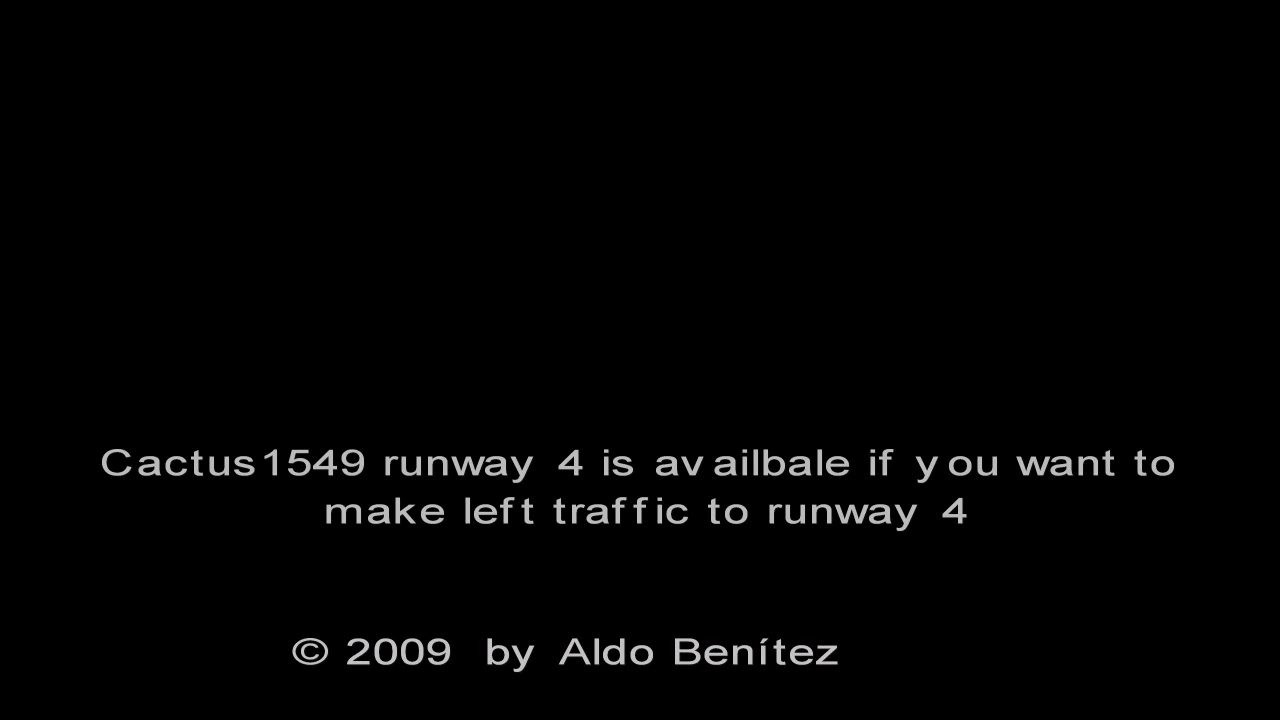 Cactus1549 runway 4 is availbale if you want to
make left traffic to runway 4
© 2009 by Aldo Benítez